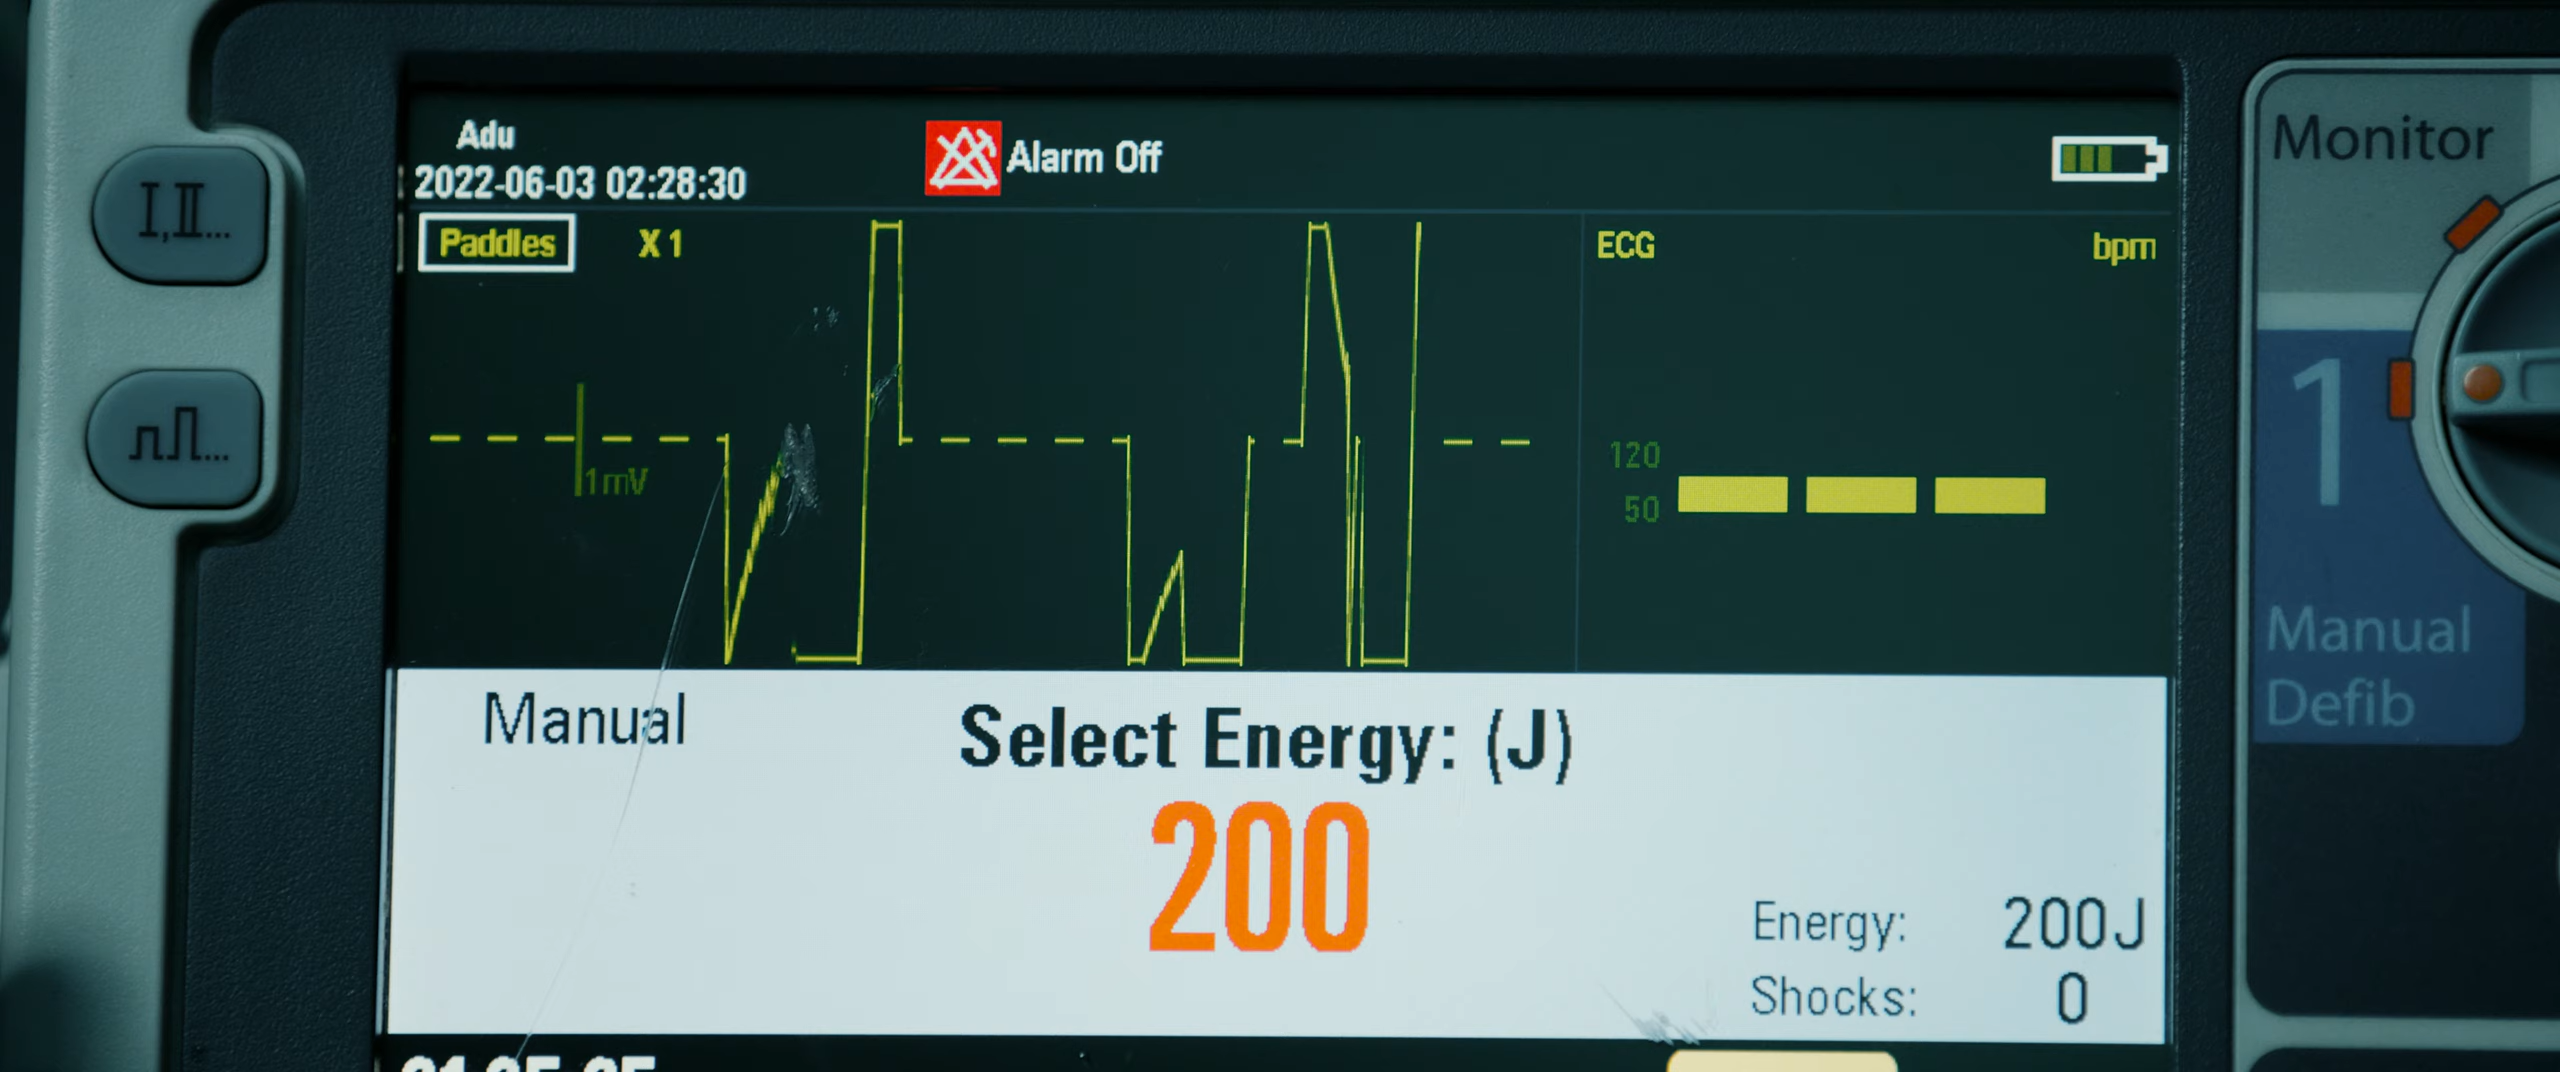 Adu
2022-06-03 02:28:30
Alarm Off
Paddles X 1
ECG bpm
1mV
120
50
Manual
Select Energy: (J)
200
Energy: 200J
Shocks: 0
I,II...
Monitor
1
Manual
Defib